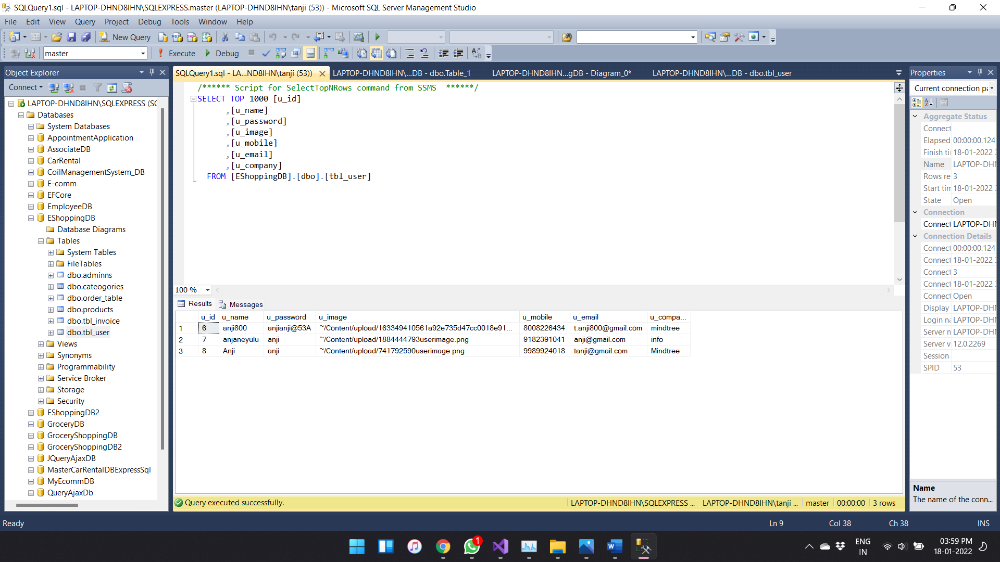 SQLQuery1.sql - LAPTOP-DHND8IHN\SQLEXPRESS.master (LAPTOP-DHND8IHN\tanji (53)) - Microsoft SQL Server Management Studio
File Edit View Query Project Debug Tools Window Help
New Query
master Execute Debug
Object Explorer
Connect
LAPTOP-DHND8IHN\SQLEXPRESS (SQ
Databases
System Databases
AppointmentApplication
AssociateDB
CarRental
CoilManagementSystem_DB
E-comm
EFCore
EmployeeDB
EShoppingDB
Database Diagrams
Tables
System Tables
FileTables
dbo.adminns
dbo.cateogories
dbo.order_table
dbo.products
dbo.tbl_invoice
dbo.tbl_user
Views
Synonyms
Programmability
Service Broker
Storage
Security
EShoppingDB2
GroceryDB
GroceryShoppingDB
GroceryShoppingDB2
JQueryAjaxDB
MasterCarRentalDBExpressSql
MyEcommDB
QueryAjaxDb
SQLQuery1.sql - LA...ND8IHN\tanji (53)) LAPTOP-DHND8IHN\...DB - dbo.Table_1 LAPTOP-DHND8IHN...gDB - Diagram_0* LAPTOP-DHND8IHN\...DB - dbo.tbl_user
/****** Script for SelectTopNRows command from SSMS ******/
SELECT TOP 1000 [u_id]
,[u_name]
,[u_password]
,[u_image]
,[u_mobile]
,[u_email]
,[u_company]
FROM [EShoppingDB].[dbo].[tbl_user]
100 %
Results Messages
u_id u_name u_password u_image u_mobile u_email u_compa...
1 6 anji800 anjianji@53A ~/Content/upload/163349410561a92e735d47cc0018e91... 8008226434 t.anji800@gmail.com mindtree
2 7 anjaneyulu anji ~/Content/upload/1884444793userimage.png 9182391041 anji@gmail.com info
3 8 Anji anji ~/Content/upload/741792590userimage.png 9989924018 tanji@gmail.com Mindtree
Query executed successfully. LAPTOP-DHND8IHN\SQLEXPRESS ... LAPTOP-DHND8IHN\tanji ... master 00:00:00 3 rows
Properties
Current connection pa
Aggregate Status
Connect
Elapsed 00:00:00.124
Finish ti 18-01-2022
Name LAPTOP-DHN
Rows re 3
Start tim 18-01-2022
State Open
Connection
Connect LAPTOP-DHN
Connection Details
Connect 00:00:00.124
Connect 18-01-2022
Connect 3
Connect 18-01-2022
Connect Open
Display LAPTOP-DHN
Login na LAPTOP-DHN
Server n LAPTOP-DHN
Server v 12.0.2269
Session
SPID 53
Name
The name of the conn...
Ready Ln 9 Col 38 Ch 38 INS
1
ENG
IN
03:59 PM
18-01-2022